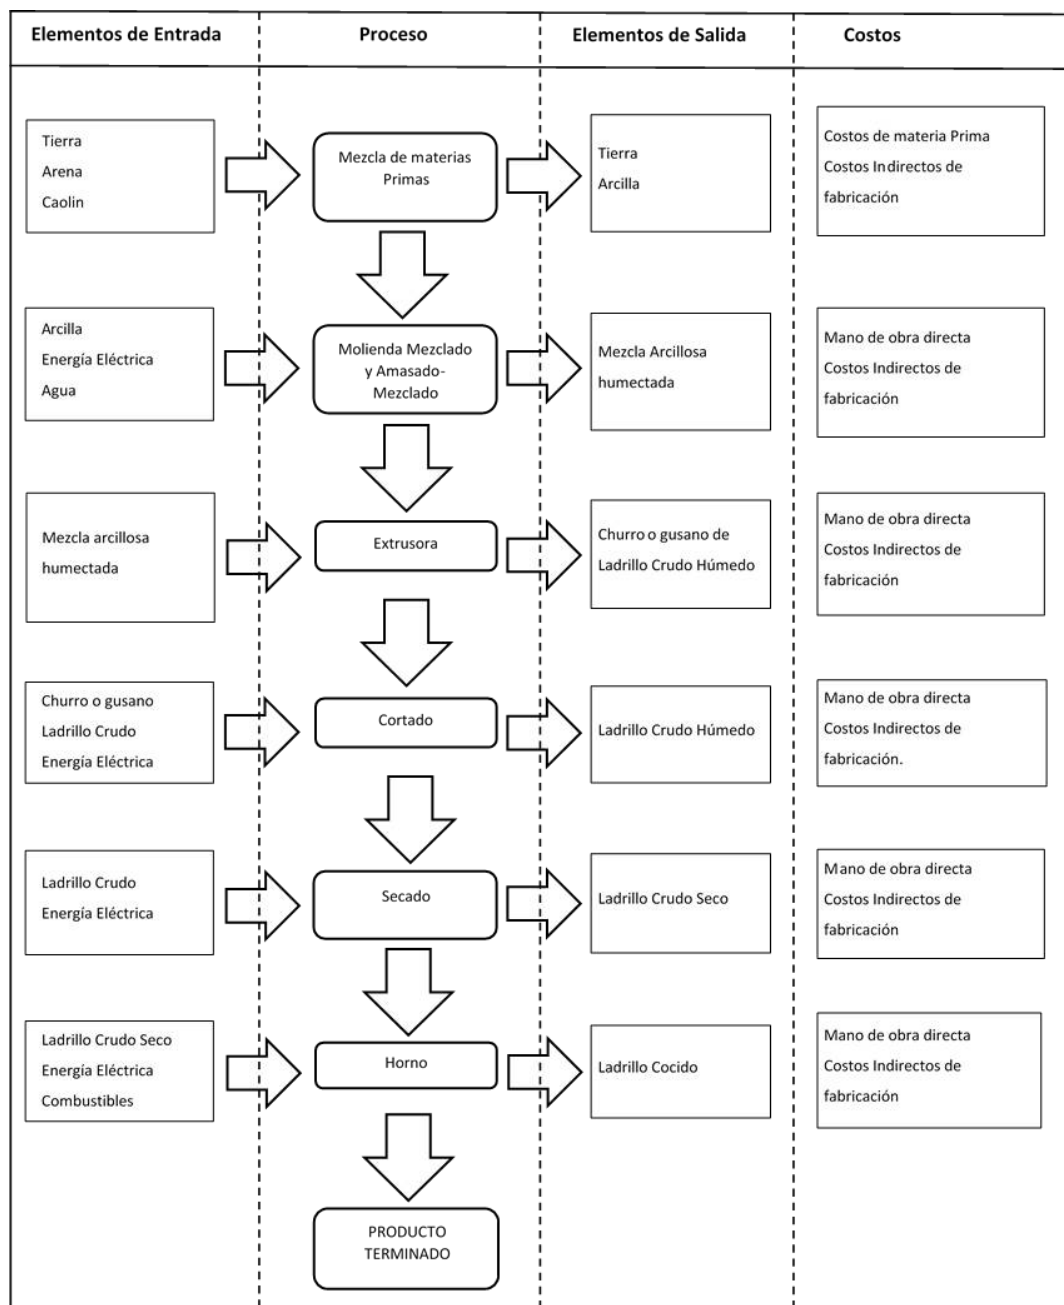 Elementos de Entrada
Proceso
Elementos de Salida
Costos
Tierra
Arena
Caolin
Mezcla de materias
Primas
Tierra
Arcilla
Costos de materia Prima
Costos Indirectos de
fabricación
Arcilla
Energía Eléctrica
Agua
Molienda Mezclado
y Amasado-
Mezclado
Mezcla Arcillosa
humectada
Mano de obra directa
Costos Indirectos de
fabricación
Mezcla arcillosa
humectada
Extrusora
Churro o gusano de
Ladrillo Crudo Húmedo
Mano de obra directa
Costos Indirectos de
fabricación
Churro o gusano
Ladrillo Crudo
Energía Eléctrica
Cortado
Ladrillo Crudo Húmedo
Mano de obra directa
Costos Indirectos de
fabricación.
Ladrillo Crudo
Energía Eléctrica
Secado
Ladrillo Crudo Seco
Mano de obra directa
Costos Indirectos de
fabricación
Ladrillo Crudo Seco
Energía Eléctrica
Combustibles
Horno
Ladrillo Cocido
Mano de obra directa
Costos Indirectos de
fabricación
PRODUCTO
TERMINADO